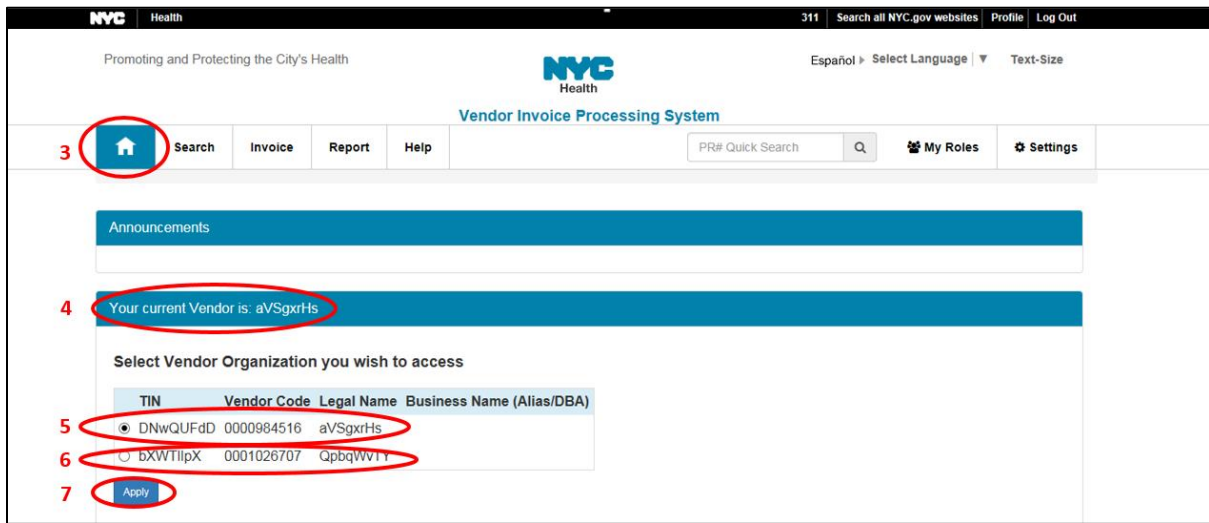 NYC Health 311 Search all NYC.gov websites Profile Log Out
Promoting and Protecting the City's Health
NYC
Health
Español Select Language ▼ Text-Size
Vendor Invoice Processing System
3 Search Invoice Report Help PR# Quick Search My Roles Settings
Announcements
4 Your current Vendor is: aVSgxrHs
Select Vendor Organization you wish to access
TIN Vendor Code Legal Name Business Name (Alias/DBA)
5 DNwQUFdD 0000984516 aVSgxrHs
6 0001026707
7 Apply